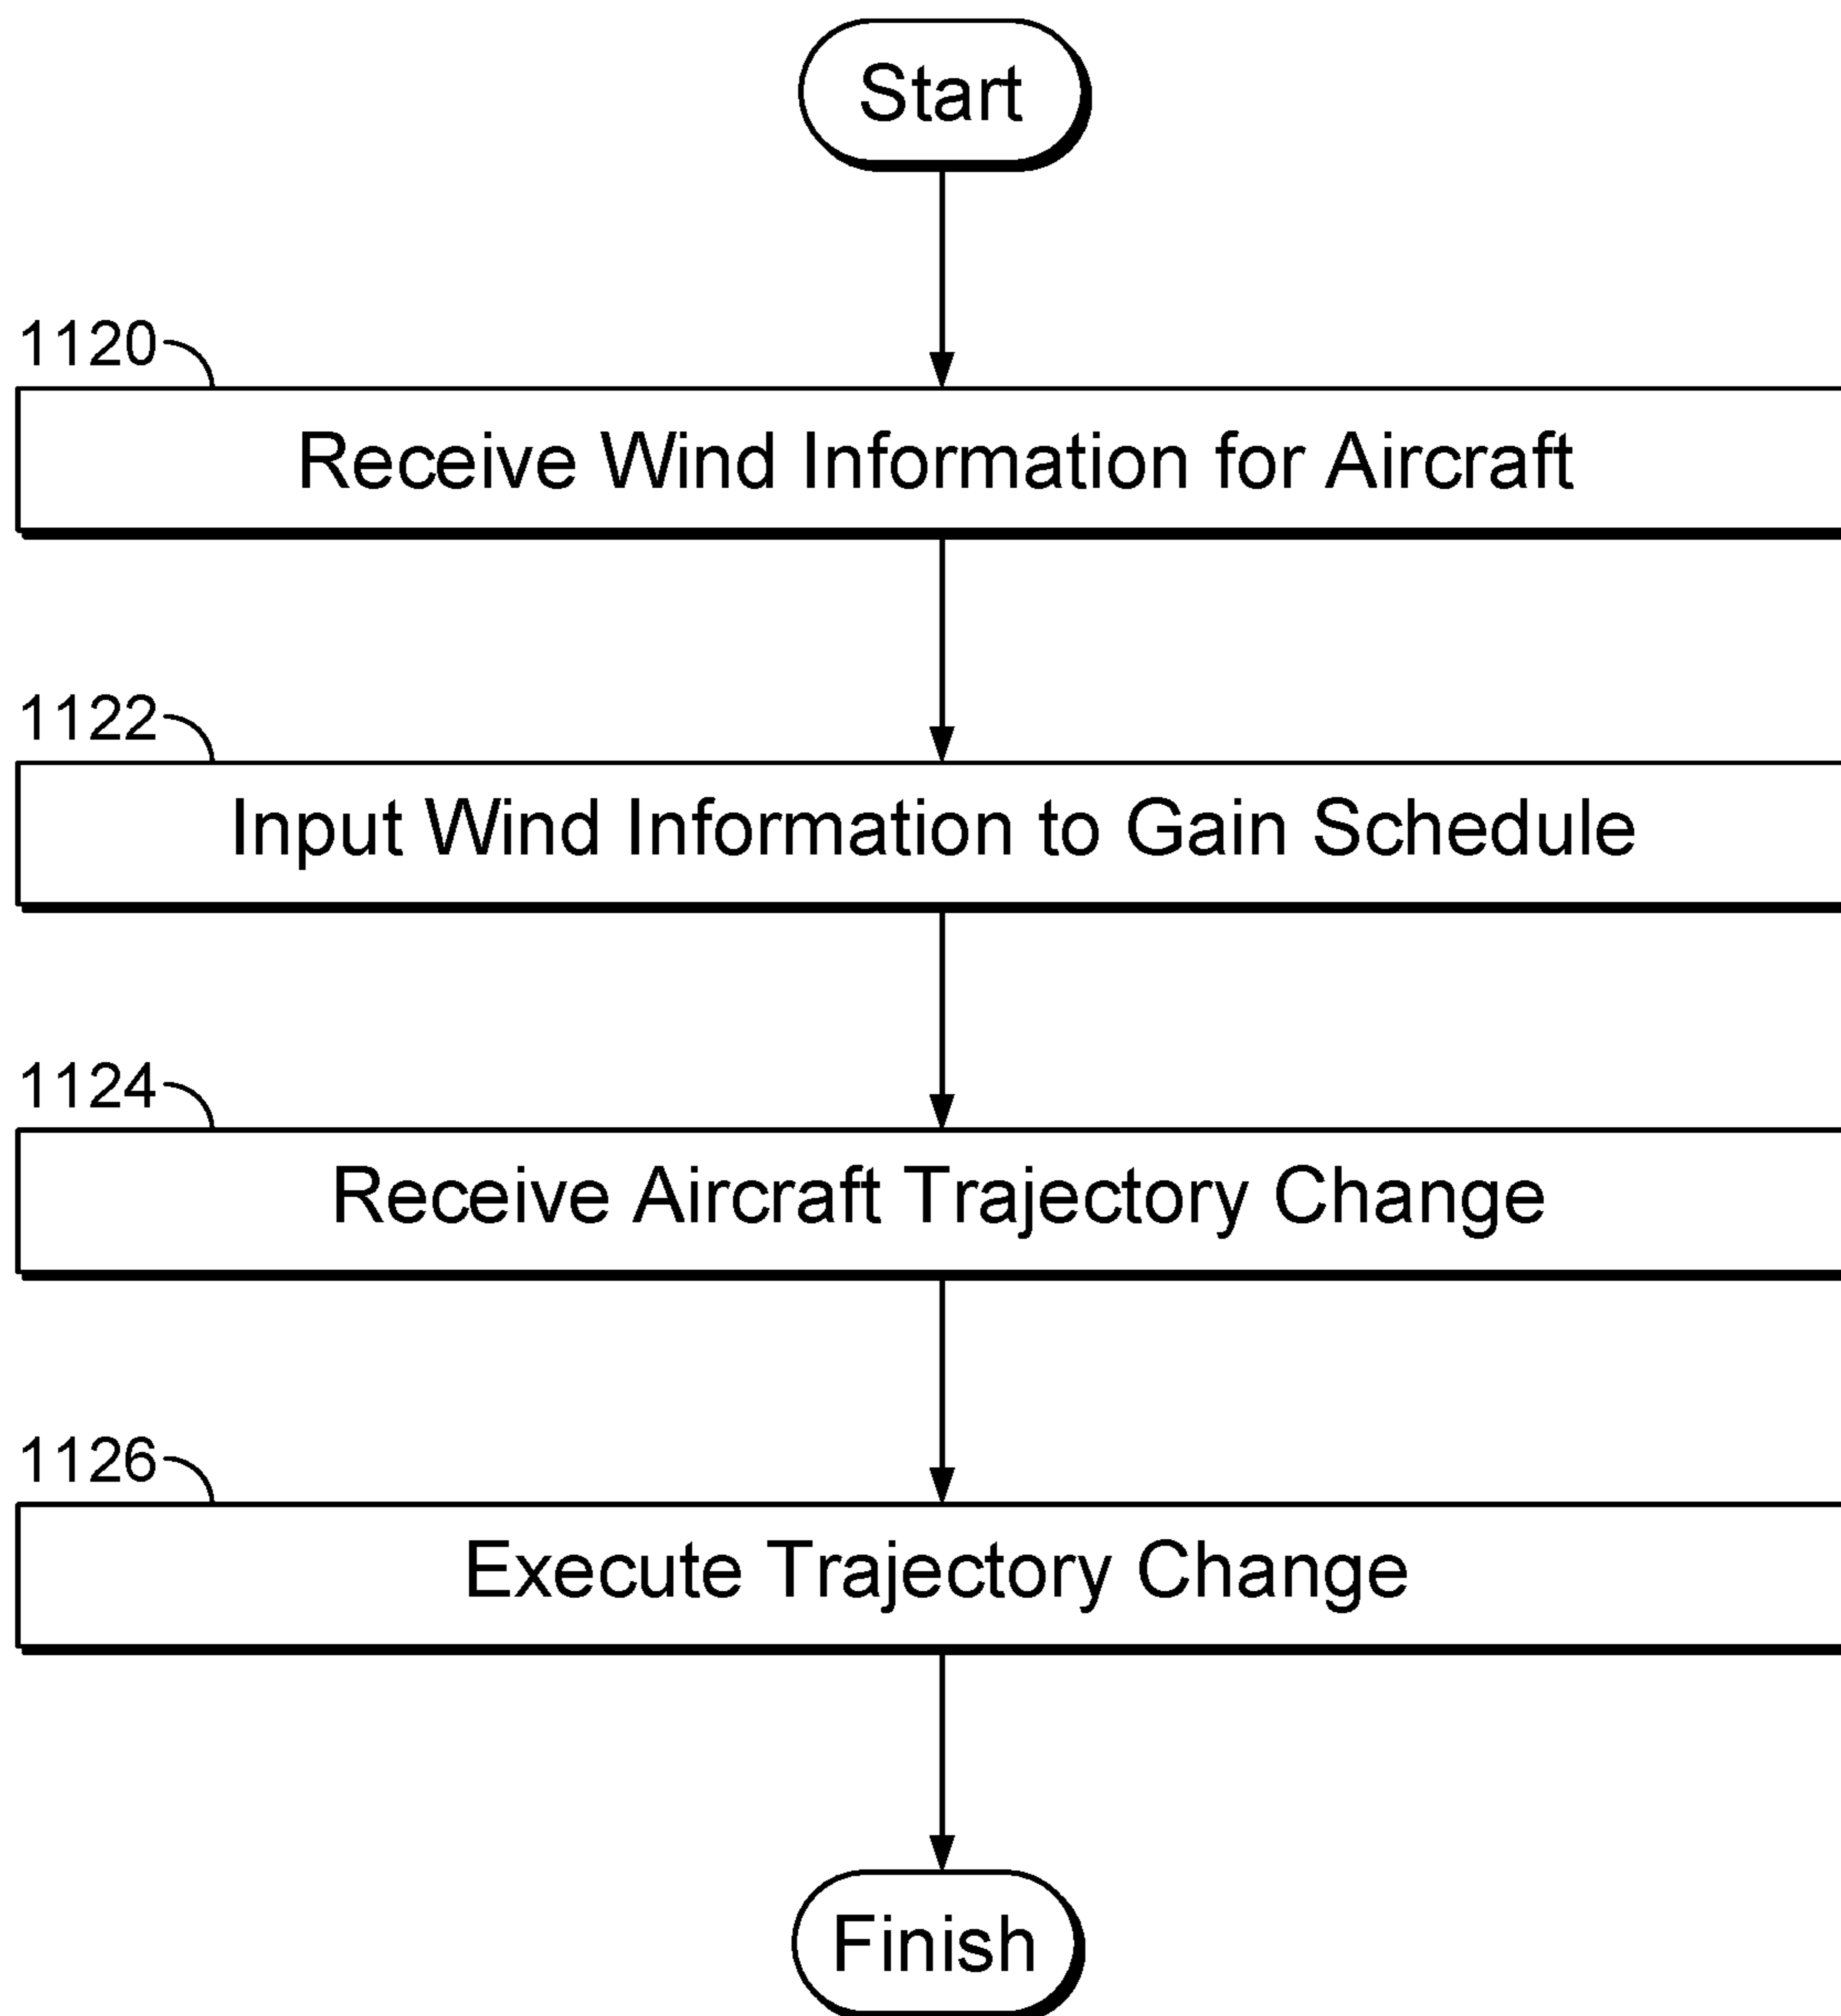 Start
1120
Receive Wind Information for Aircraft
1122
Input Wind Information to Gain Schedule
1124
Receive Aircraft Trajectory Change
1126
Execute Trajectory Change
Finish